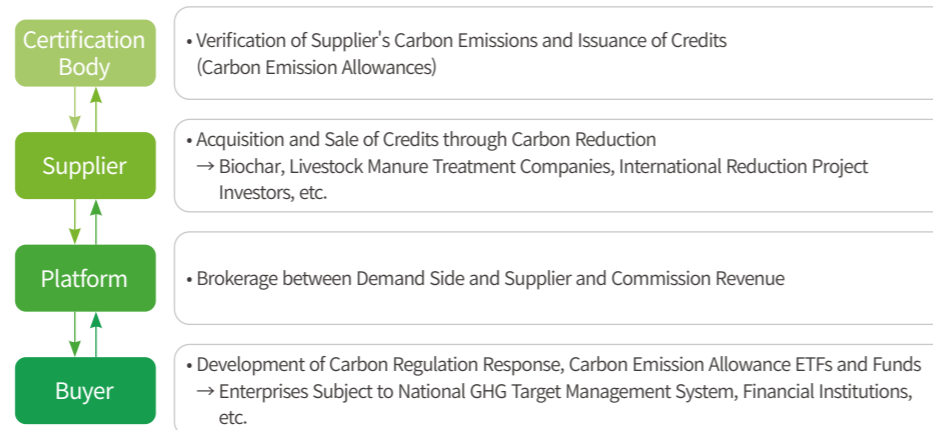 Certification
Body
• Verification of Supplier's Carbon Emissions and Issuance of Credits
(Carbon Emission Allowances)
Supplier
• Acquisition and Sale of Credits through Carbon Reduction
→ Biochar, Livestock Manure Treatment Companies, International Reduction Project
Investors, etc.
Platform
• Brokerage between Demand Side and Supplier and Commission Revenue
Buyer
• Development of Carbon Regulation Response, Carbon Emission Allowance ETFs and Funds
→ Enterprises Subject to National GHG Target Management System, Financial Institutions,
etc.